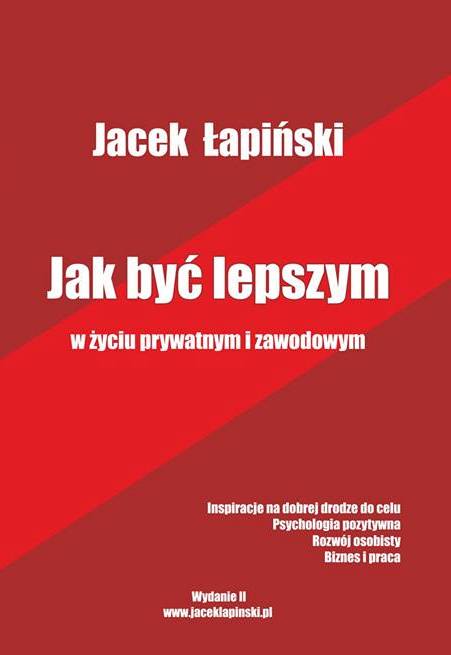 Jacek Łapiński
Jak być lepszym
w życiu prywatnym i zawodowym
Inspiracje na dobrej drodze do celu
Psychologia pozytywna
Rozwój osobisty
Biznes i praca
Wydanie II
www.jaceklapinski.pl